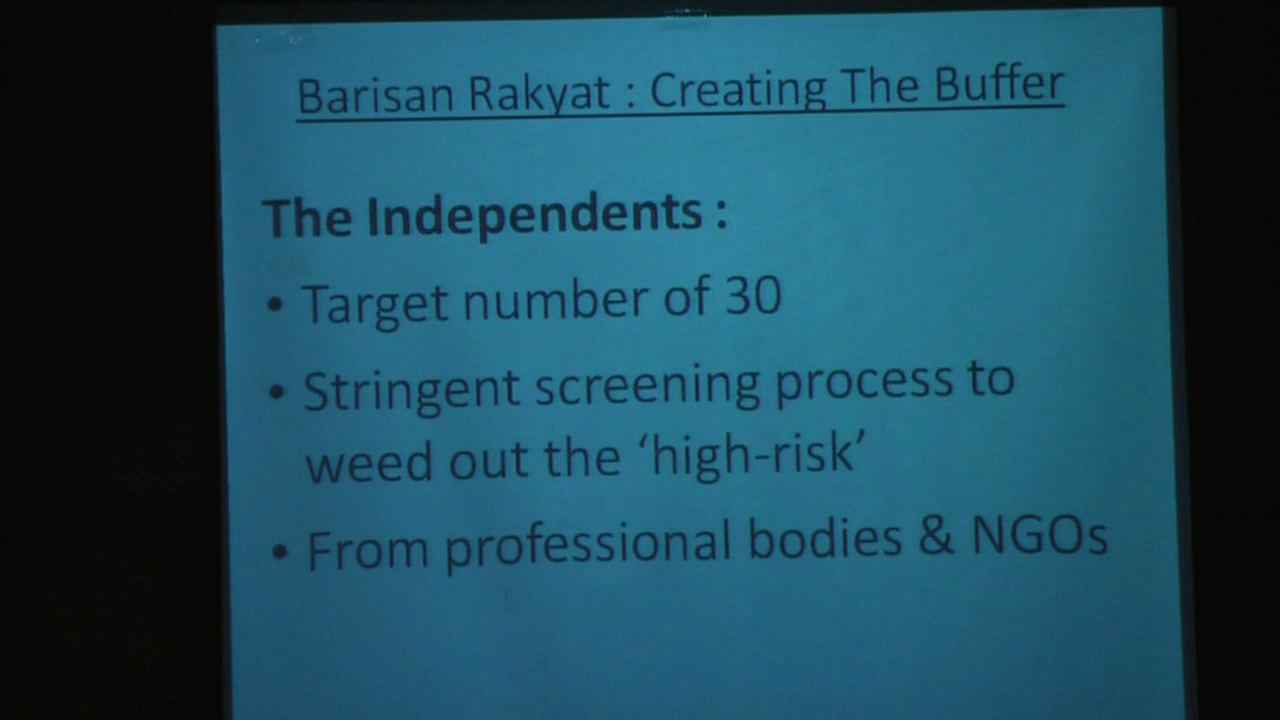 Barisan Rakyat : Creating The Buffer
The Independents :
• Target number of 30
• Stringent screening process to
weed out the ‘high-risk’
• From professional bodies & NGOs